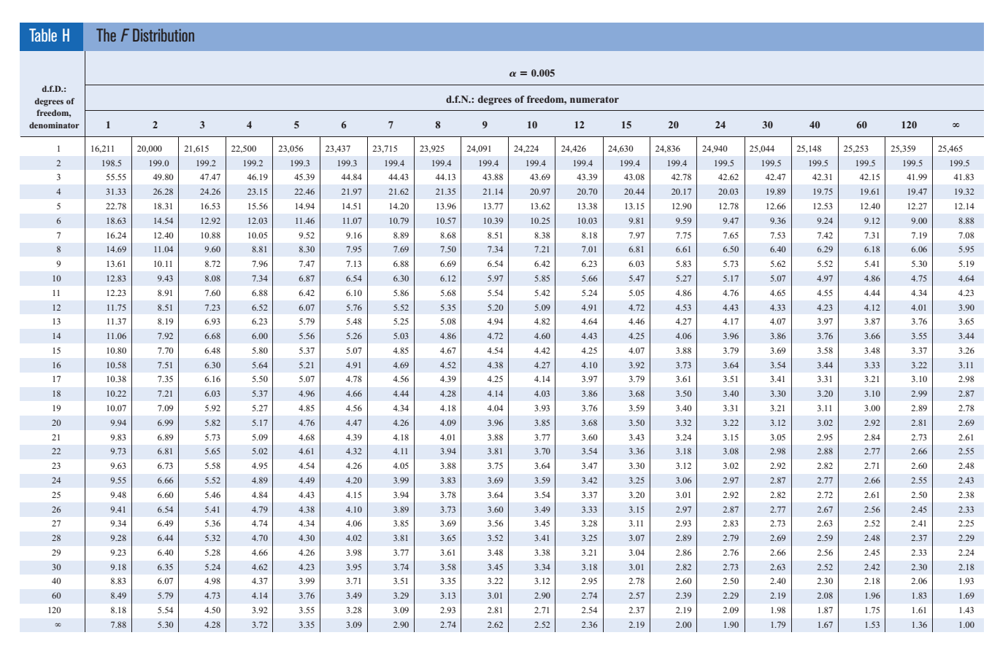 Table H The F Distribution
α = 0.005
d.f.D.:
degrees of
freedom,
denominator
d.f.N.: degrees of freedom, numerator
1 2 3 4 5 6 7 8 9 10 12 15 20 24 30 40 60 120 ∞
1 16,211 20,000 21,615 22,500 23,056 23,437 23,715 23,925 24,091 24,224 24,426 24,630 24,836 24,940 25,044 25,148 25,253 25,359 25,465
2 198.5 199.0 199.2 199.2 199.3 199.3 199.4 199.4 199.4 199.4 199.4 199.4 199.4 199.5 199.5 199.5 199.5 199.5 199.5
3 55.55 49.80 47.47 46.19 45.39 44.84 44.43 44.13 43.88 43.69 43.39 43.08 42.78 42.62 42.47 42.31 42.15 41.99 41.83
4 31.33 26.28 24.26 23.15 22.46 21.97 21.62 21.35 21.14 20.97 20.70 20.44 20.17 20.03 19.89 19.75 19.61 19.47 19.32
5 22.78 18.31 16.53 15.56 14.94 14.51 14.20 13.96 13.77 13.62 13.38 13.15 12.90 12.78 12.66 12.53 12.40 12.27 12.14
6 18.63 14.54 12.92 12.03 11.46 11.07 10.79 10.57 10.39 10.25 10.03 9.81 9.59 9.47 9.36 9.24 9.12 9.00 8.88
7 16.24 12.40 10.88 10.05 9.52 9.16 8.89 8.68 8.51 8.38 8.18 7.97 7.75 7.65 7.53 7.42 7.31 7.19 7.08
8 14.69 11.04 9.60 8.81 8.30 7.95 7.69 7.50 7.34 7.21 7.01 6.81 6.61 6.50 6.40 6.29 6.18 6.06 5.95
9 13.61 10.11 8.72 7.96 7.47 7.13 6.88 6.69 6.54 6.42 6.23 6.03 5.83 5.73 5.62 5.52 5.41 5.30 5.19
10 12.83 9.43 8.08 7.34 6.87 6.54 6.30 6.12 5.97 5.85 5.66 5.47 5.27 5.17 5.07 4.97 4.86 4.75 4.64
11 12.23 8.91 7.60 6.88 6.42 6.10 5.86 5.68 5.54 5.42 5.24 5.05 4.86 4.76 4.65 4.55 4.44 4.34 4.23
12 11.75 8.51 7.23 6.52 6.07 5.76 5.52 5.35 5.20 5.09 4.91 4.72 4.53 4.43 4.33 4.23 4.12 4.01 3.90
13 11.37 8.19 6.93 6.23 5.79 5.48 5.25 5.08 4.94 4.82 4.64 4.46 4.27 4.17 4.07 3.97 3.87 3.76 3.65
14 11.06 7.92 6.68 6.00 5.56 5.26 5.03 4.86 4.72 4.60 4.43 4.25 4.06 3.96 3.86 3.76 3.66 3.55 3.44
15 10.80 7.70 6.48 5.80 5.37 5.07 4.85 4.67 4.54 4.42 4.25 4.07 3.88 3.79 3.69 3.58 3.48 3.37 3.26
16 10.58 7.51 6.30 5.64 5.21 4.91 4.69 4.52 4.38 4.27 4.10 3.92 3.73 3.64 3.54 3.44 3.33 3.22 3.11
17 10.38 7.35 6.16 5.50 5.07 4.78 4.56 4.39 4.25 4.14 3.97 3.79 3.61 3.51 3.41 3.31 3.21 3.10 2.98
18 10.22 7.21 6.03 5.37 4.96 4.66 4.44 4.28 4.14 4.03 3.86 3.68 3.50 3.40 3.30 3.20 3.10 2.99 2.87
19 10.07 7.09 5.92 5.27 4.85 4.56 4.34 4.18 4.04 3.93 3.76 3.59 3.40 3.31 3.21 3.11 3.00 2.89 2.78
20 9.94 6.99 5.82 5.17 4.76 4.47 4.26 4.09 3.96 3.85 3.68 3.50 3.32 3.22 3.12 3.02 2.92 2.81 2.69
21 9.83 6.89 5.73 5.09 4.68 4.39 4.18 4.01 3.88 3.77 3.60 3.43 3.24 3.15 3.05 2.95 2.84 2.73 2.61
22 9.73 6.81 5.65 5.02 4.61 4.32 4.11 3.94 3.81 3.70 3.54 3.36 3.18 3.08 2.98 2.88 2.77 2.66 2.55
23 9.63 6.73 5.58 4.95 4.54 4.26 4.05 3.88 3.75 3.64 3.47 3.30 3.12 3.02 2.92 2.82 2.71 2.60 2.48
24 9.55 6.66 5.52 4.89 4.49 4.20 3.99 3.83 3.69 3.59 3.42 3.25 3.06 2.97 2.87 2.77 2.66 2.55 2.43
25 9.48 6.60 5.46 4.84 4.43 4.15 3.94 3.78 3.64 3.54 3.37 3.20 3.01 2.92 2.82 2.72 2.61 2.50 2.38
26 9.41 6.54 5.41 4.79 4.38 4.10 3.89 3.73 3.60 3.49 3.33 3.15 2.97 2.87 2.77 2.67 2.56 2.45 2.33
27 9.34 6.49 5.36 4.74 4.34 4.06 3.85 3.69 3.56 3.45 3.28 3.11 2.93 2.83 2.73 2.63 2.52 2.41 2.25
28 9.28 6.44 5.32 4.70 4.30 4.02 3.81 3.65 3.52 3.41 3.25 3.07 2.89 2.79 2.69 2.59 2.48 2.37 2.29
29 9.23 6.40 5.28 4.66 4.26 3.98 3.77 3.61 3.48 3.38 3.21 3.04 2.86 2.76 2.66 2.56 2.45 2.33 2.24
30 9.18 6.35 5.24 4.62 4.23 3.95 3.74 3.58 3.45 3.34 3.18 3.01 2.82 2.73 2.63 2.52 2.42 2.30 2.18
40 8.83 6.07 4.98 4.37 3.99 3.71 3.51 3.35 3.22 3.12 2.95 2.78 2.60 2.50 2.40 2.30 2.18 2.06 1.93
60 8.49 5.79 4.73 4.14 3.76 3.49 3.29 3.13 3.01 2.90 2.74 2.57 2.39 2.29 2.19 2.08 1.96 1.83 1.69
120 8.18 5.54 4.50 3.92 3.55 3.28 3.09 2.93 2.81 2.71 2.54 2.37 2.19 2.09 1.98 1.87 1.75 1.61 1.43
∞ 7.88 5.30 4.28 3.72 3.35 3.09 2.90 2.74 2.62 2.52 2.36 2.19 2.00 1.90 1.79 1.67 1.53 1.36 1.00